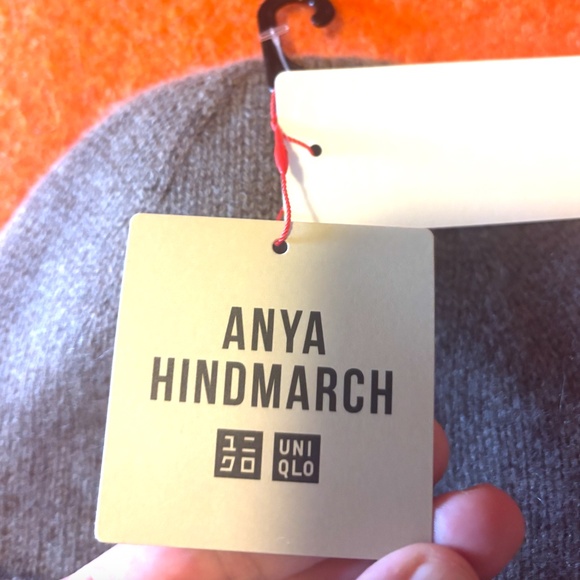 ANYA
HINDMARCH
ユニ UNI
クロ QLO